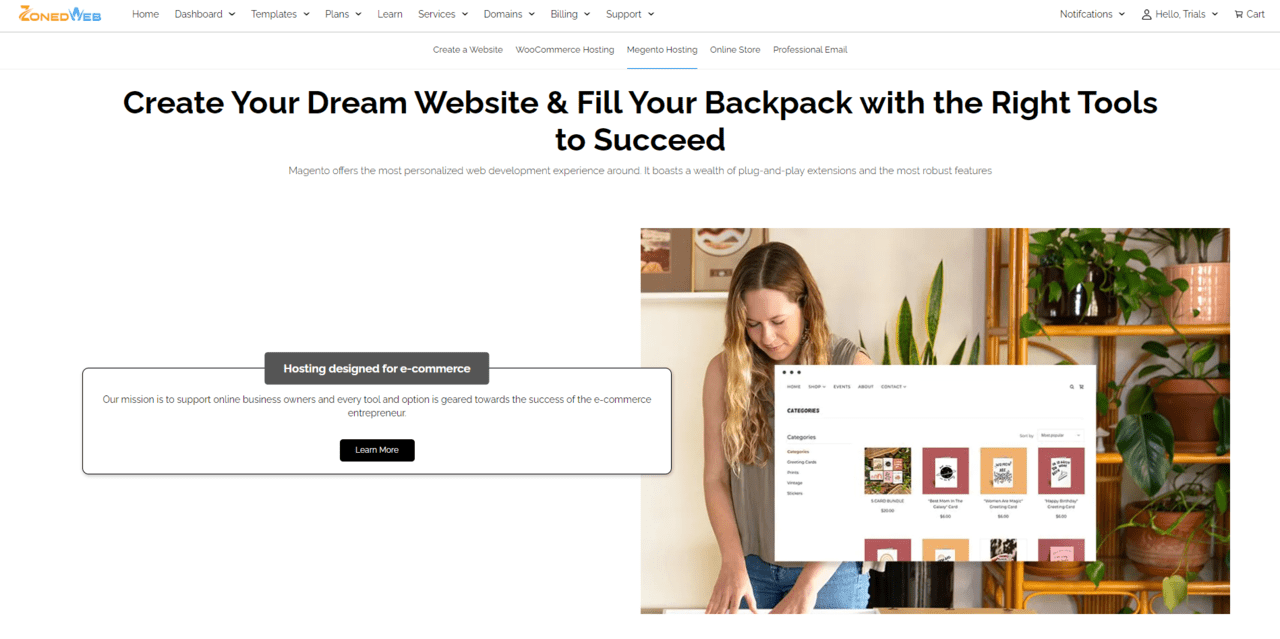 ZONEDWEB
Home Dashboard Templates Plans Learn Services Domains Billing Support Notifcations Hello, Trials Cart
Create a Website WooCommerce Hosting Megento Hosting Online Store Professional Email
Create Your Dream Website & Fill Your Backpack with the Right Tools
to Succeed
Magento offers the most personalized web development experience around. It boasts a wealth of plug-and-play extensions and the most robust features
Hosting designed for e-commerce
Our mission is to support online business owners and every tool and option is geared towards the success of the e-commerce
entrepreneur.
Learn More
HOME SHOP EVENTS ABOUT CONTACT
CATEGORIES
Categories
Sort by Most popular
Categories
Greeting Cards
Prints
Vintage
Stickers
5 CARD BUNDLE
$20.00
"Best Mom in The
Galaxy" Card
$6.00
"Women Are Magic"
Greeting Card
$6.00
"Happy Birthday"
Greeting Card
$6.00